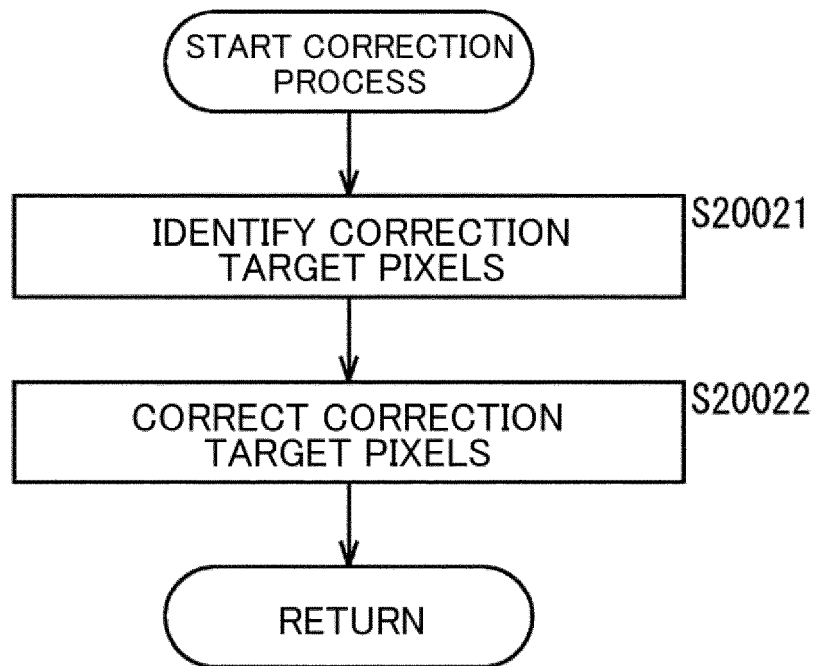 START CORRECTION
PROCESS
IDENTIFY CORRECTION
TARGET PIXELS
S20021
CORRECT CORRECTION
TARGET PIXELS
S20022
RETURN